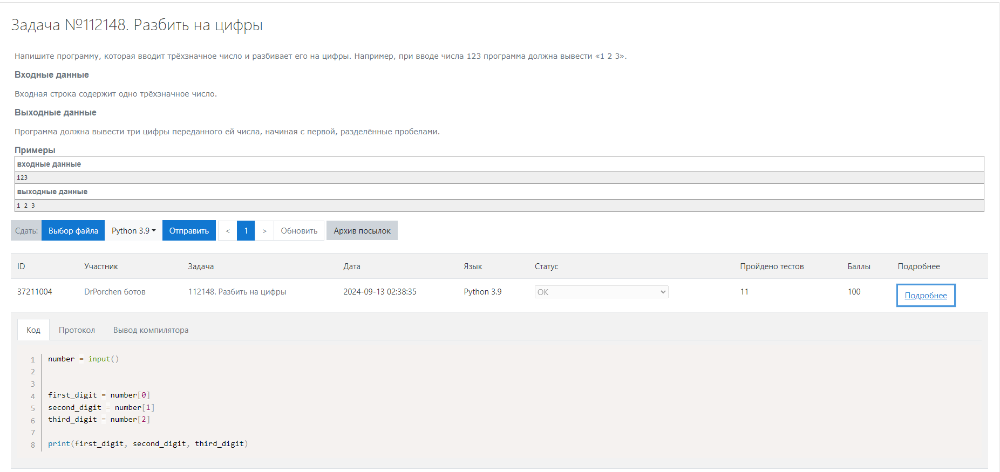 Задача №112148. Разбить на цифры
Напишите программу, которая вводит трёхзначное число и разбивает его на цифры. Например, при вводе числа 123 программа должна вывести «1 2 3».
Входные данные
Входная строка содержит одно трёхзначное число.
Выходные данные
Программа должна вывести три цифры переданного ей числа, начиная с первой, разделённые пробелами.
Примеры
входные данные
123
выходные данные
1 2 3
Сдать: Выбор файла Python 3.9 Отправить < 1 > Обновить Архив посылок
ID Участник Задача Дата Язык Статус Пройдено тестов Баллы Подробнее
37211004 DrPorchen ботов 112148. Разбить на цифры 2024-09-13 02:38:35 Python 3.9 OK 11 100 Подробнее
Код Протокол Вывод компилятора
1 number = input()
2
3
4 first_digit = number[0]
5 second_digit = number[1]
6 third_digit = number[2]
7
8 print(first_digit, second_digit, third_digit)